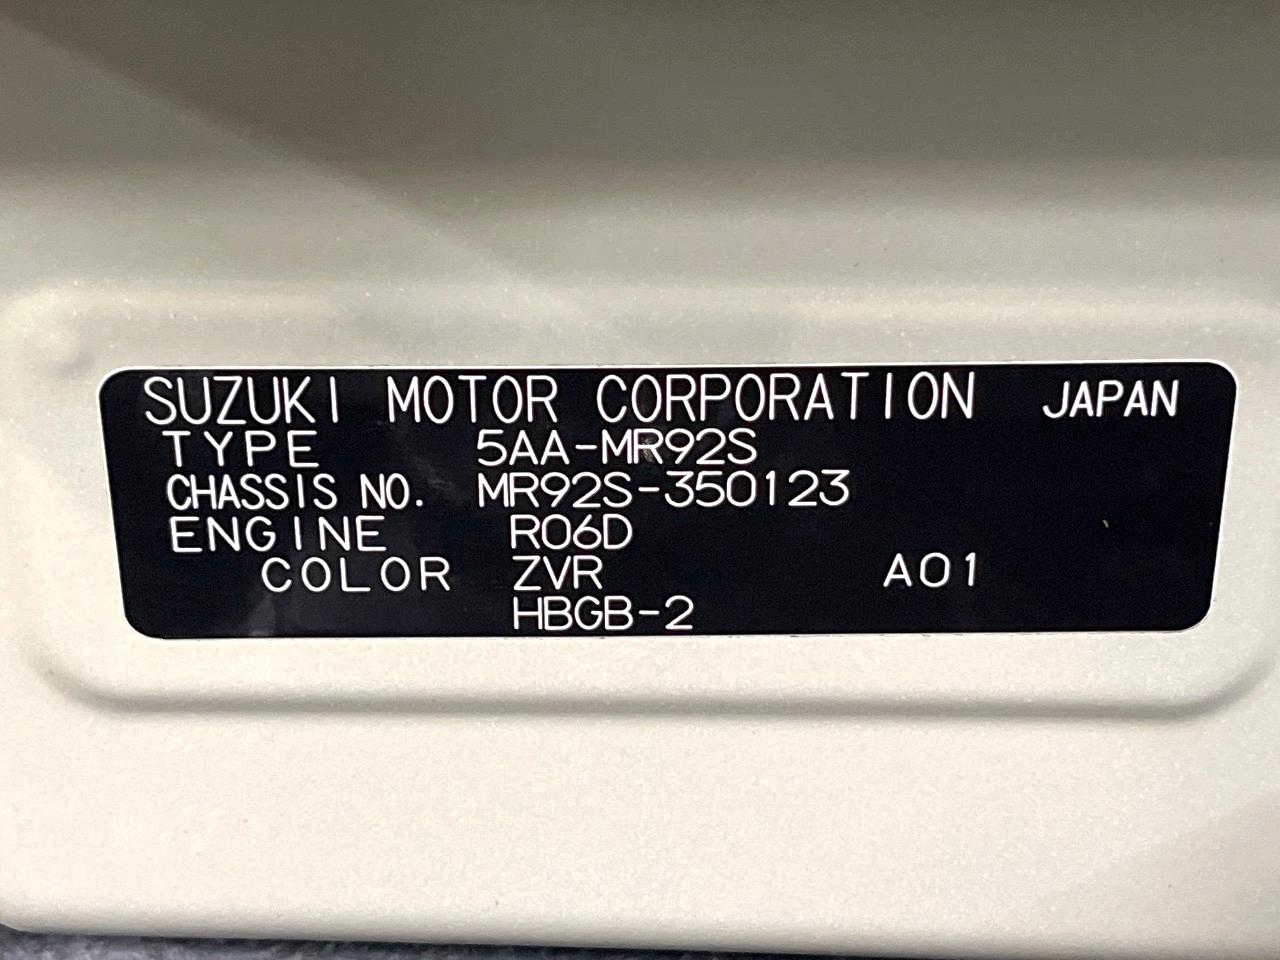 SUZUKI MOTOR CORPORATION JAPAN
TYPE 5AA-MR92S
CHASSIS NO. MR92S-350123
ENGINE R06D
COLOR ZVR A01
HBGB-2